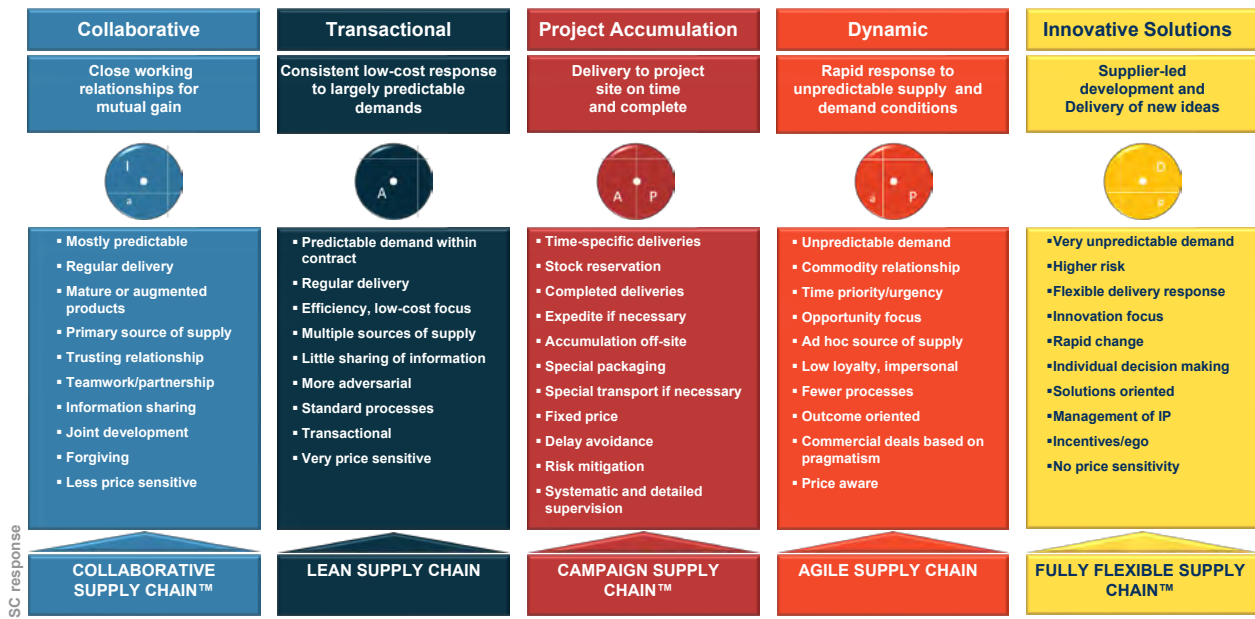 Collaborative
Close working
relationships for
mutual gain
I
a
▪ Mostly predictable
▪ Regular delivery
▪ Mature or augmented
products
▪ Primary source of supply
▪ Trusting relationship
▪ Teamwork/partnership
▪ Information sharing
▪ Joint development
▪ Forgiving
▪ Less price sensitive
COLLABORATIVE
SUPPLY CHAIN™
Transactional
Consistent low-cost response
to largely predictable
demands
A
▪ Predictable demand within
contract
▪ Regular delivery
▪ Efficiency, low-cost focus
▪ Multiple sources of supply
▪ Little sharing of information
▪ More adversarial
▪ Standard processes
▪ Transactional
▪ Very price sensitive
LEAN SUPPLY CHAIN
Project Accumulation
Delivery to project
site on time
and complete
A P
▪ Time-specific deliveries
▪ Stock reservation
▪ Completed deliveries
▪ Expedite if necessary
▪ Accumulation off-site
▪ Special packaging
▪ Special transport if necessary
▪ Fixed price
▪ Delay avoidance
▪ Risk mitigation
▪ Systematic and detailed
supervision
CAMPAIGN SUPPLY
CHAIN™
Dynamic
Rapid response to
unpredictable supply and
demand conditions
a P
▪ Unpredictable demand
▪ Commodity relationship
▪ Time priority/urgency
▪ Opportunity focus
▪ Ad hoc source of supply
▪ Low loyalty, impersonal
▪ Fewer processes
▪ Outcome oriented
▪ Commercial deals based on
pragmatism
▪ Price aware
AGILE SUPPLY CHAIN
Innovative Solutions
Supplier-led
development and
Delivery of new ideas
D
▪Very unpredictable demand
▪Higher risk
▪Flexible delivery response
▪Innovation focus
▪Rapid change
▪Individual decision making
▪Solutions oriented
▪Management of IP
▪Incentives/ego
▪No price sensitivity
FULLY FLEXIBLE SUPPLY
CHAIN™
SC response